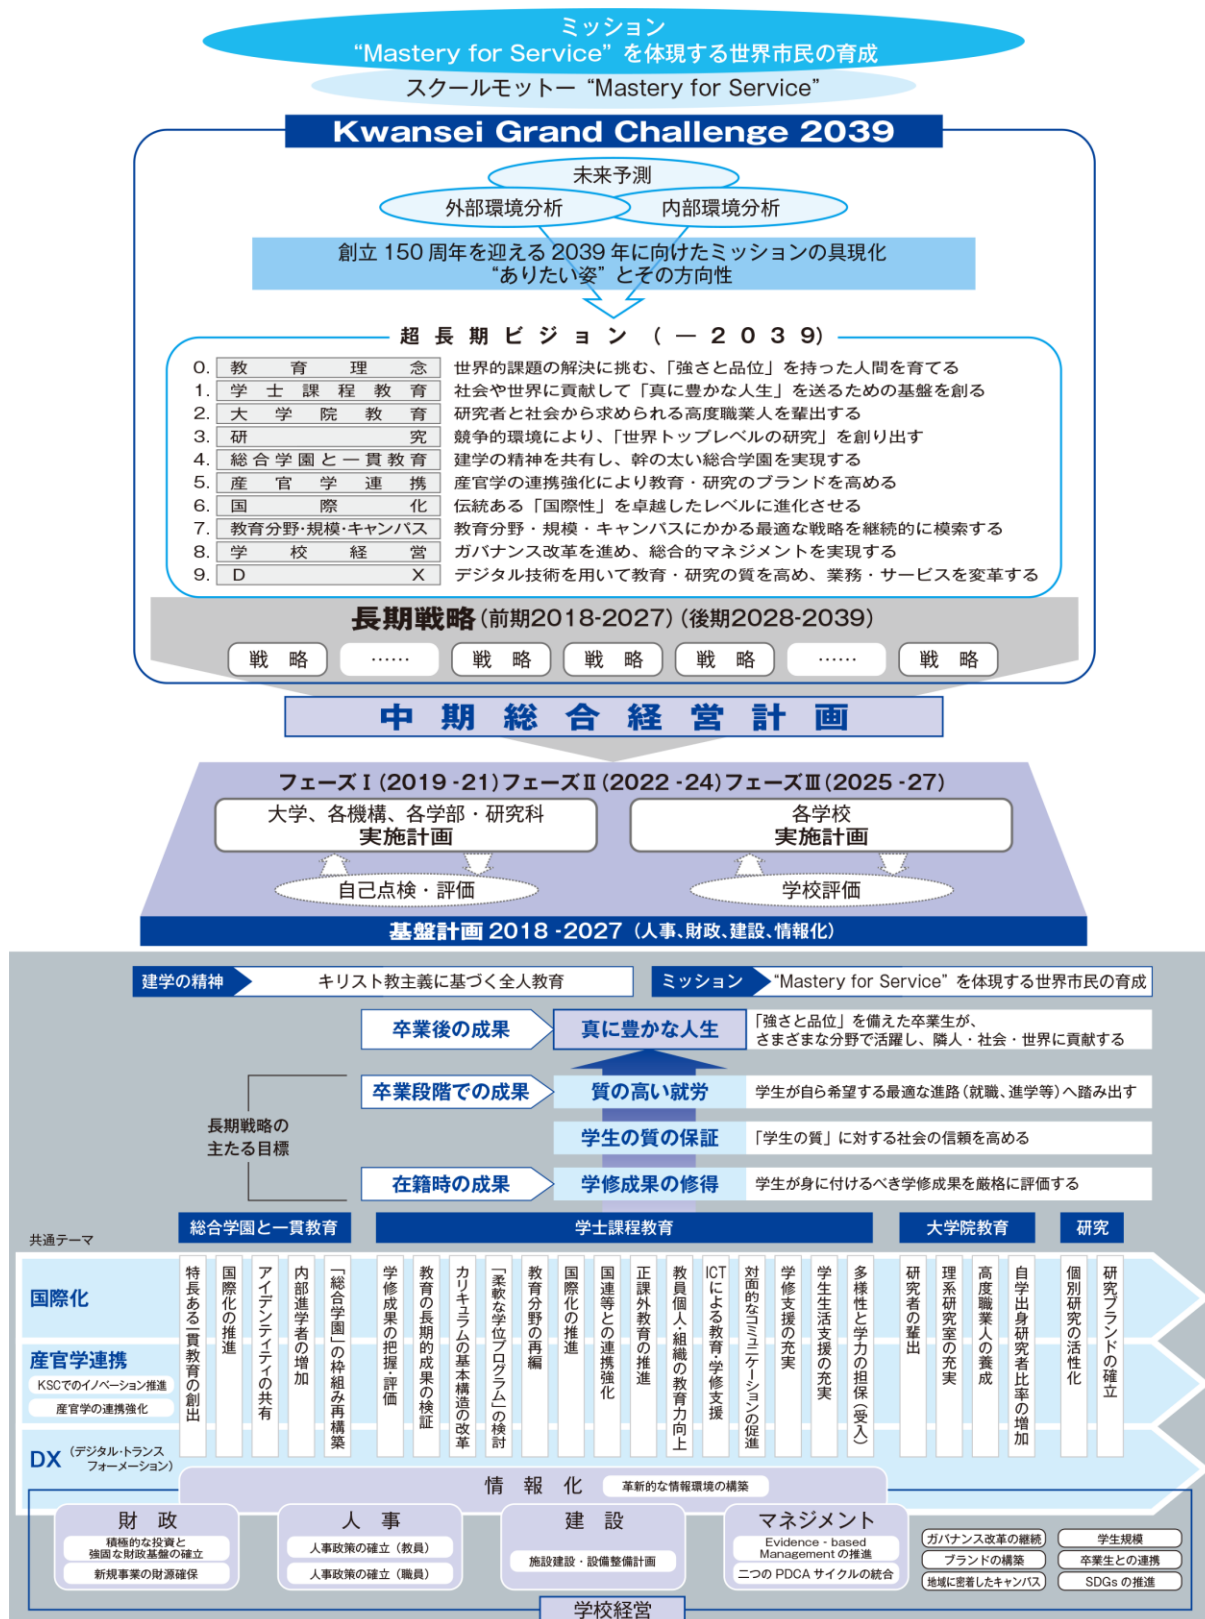 ミッション
“Mastery for Service” を体現する世界市民の育成
スクールモットー “Mastery for Service”
Kwansei Grand Challenge 2039
未来予測
外部環境分析
内部環境分析
創立 150 周年を迎える 2039 年に向けたミッションの具現化
“ありたい姿” とその方向性
超長期ビジョン (―2039)
0. 教育理念 世界的課題の解決に挑む、「強さと品位」を持った人間を育てる
1. 学士課程教育 社会や世界に貢献して「真に豊かな人生」を送るための基盤を創る
2. 大学院教育 研究者と社会から求められる高度職業人を輩出する
3. 研究 競争的環境により、「世界トップレベルの研究」を創り出す
4. 総合学園と一貫教育 建学の精神を共有し、幹の太い総合学園を実現する
5. 産官学連携 産官学の連携強化により教育・研究のブランドを高める
6. 国際化 伝統ある「国際性」を卓越したレベルに進化させる
7. 教育分野・規模・キャンパス 教育分野・規模・キャンパスにかかる最適な戦略を継続的に模索する
8. 学校経営 ガバナンス改革を進め、総合的マネジメントを実現する
9. DX デジタル技術を用いて教育・研究の質を高め、業務・サービスを変革する
長期戦略 (前期2018-2027) (後期2028-2039)
戦略 …… 戦略 戦略 戦略 …… 戦略
中期総合経営計画
フェーズⅠ (2019 -21) フェーズⅡ (2022 -24) フェーズⅢ (2025 -27)
大学、各機構、各学部・研究科
実施計画
各学校
実施計画
自己点検・評価
学校評価
基盤計画 2018 -2027 (人事、財政、建設、情報化)
建学の精神 キリスト教主義に基づく全人教育
ミッション “Mastery for Service” を体現する世界市民の育成
卒業後の成果
真に豊かな人生
「強さと品位」を備えた卒業生が、
さまざまな分野で活躍し、隣人・社会・世界に貢献する
卒業段階での成果
質の高い就労
学生が自ら希望する最適な進路 (就職、進学等) へ踏み出す
長期戦略の
主たる目標
学生の質の保証
「学生の質」に対する社会の信頼を高める
在籍時の成果
学修成果の修得
学生が身に付けるべき学修成果を厳格に評価する
共通テーマ
総合学園と一貫教育
学士課程教育
大学院教育
研究
国際化
産官学連携
KSCでのイノベーション推進
産官学の連携強化
DX (デジタル・トランス
フォーメーション)
特長ある一貫教育の創出
国際化の推進
アイデンティティの共有
内部進学者の増加
「総合学園」の枠組み再構築
学修成果の把握・評価
教育の長期的成果の検証
カリキュラムの基本構造の改革
「柔軟な学位プログラム」の検討
教育分野の再編
国際化の推進
国連等との連携強化
正課外教育の推進
教員個人・組織の教育力向上
ICTによる教育・学修支援
対面的なコミュニケーションの促進
学修支援の充実
学生生活支援の充実
多様性と学力の担保（受入）
研究者の輩出
理系研究室の充実
高度職業人の養成
自学出身研究者比率の増加
個別研究の活性化
研究ブランドの確立
情報化 革新的な情報環境の構築
財政
積極的な投資と
強固な財政基盤の確立
新規事業の財源確保
人事
人事政策の確立 (教員)
人事政策の確立 (職員)
建設
施設建設・設備整備計画
マネジメント
Evidence - based
Management の推進
二つの PDCA サイクルの統合
ガバナンス改革の継続
ブランドの構築
地域に密着したキャンパス
学生規模
卒業生との連携
SDGs の推進
学校経営